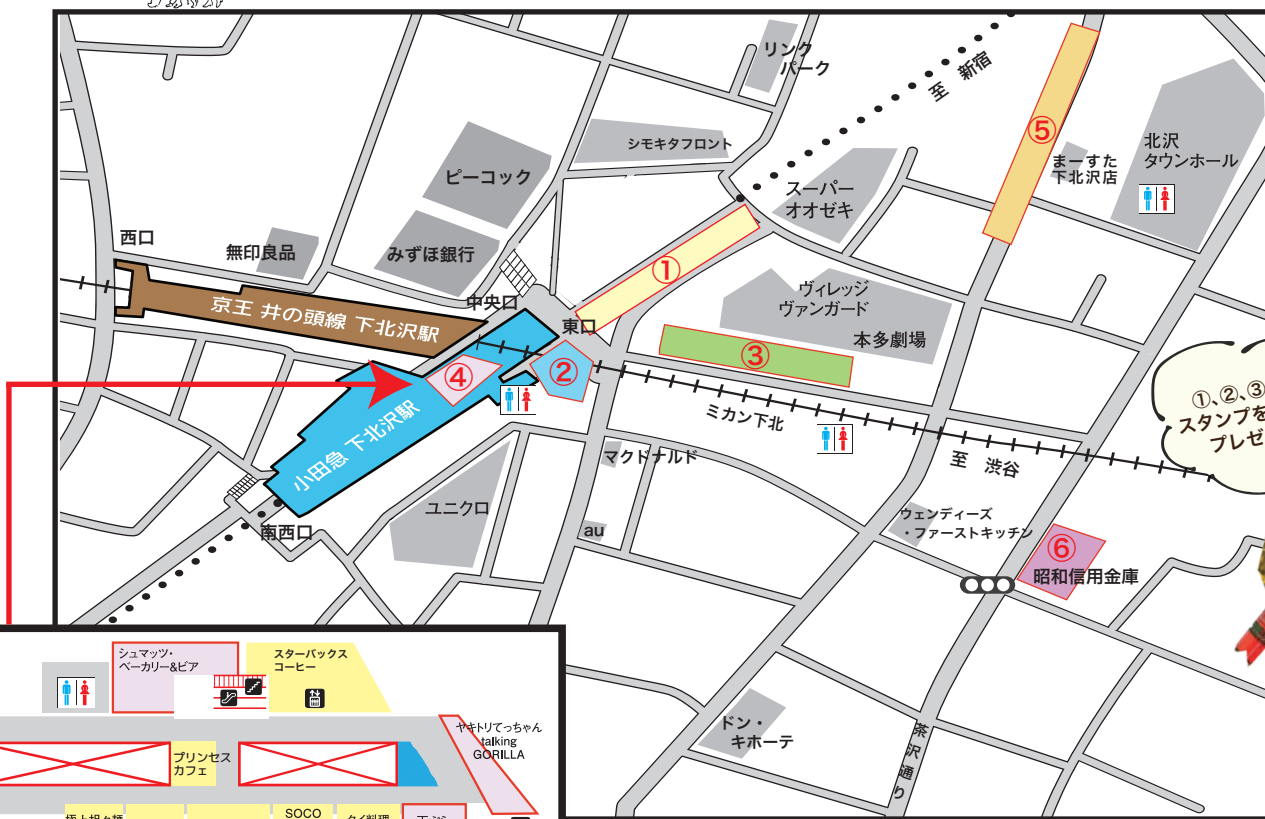 リンク
パーク
至 新宿
⑤
シモキタフロント
まーすた
下北沢店
北沢
タウンホール
ピーコック
スーパー
オオゼキ
西口
無印良品
みずほ銀行
①
中央口
京王 井の頭線 下北沢駅
東口
ヴィレッジ
ヴァンガード
本多劇場
③
②
④
①、②、③
スタンプを
プレゼ
小田急 下北沢駅
ミカン下北
至 渋谷
マクドナルド
ユニクロ
au
南西口
ウェンディーズ
・ファーストキッチン
⑥
昭和信用金庫
シュマッツ・
ベーカリー&ビア
スターバックス
コーヒー
ヤキトリてっちゃん
talking
GORILLA
プリンセス
カフェ
ドン・
キホーテ
茶沢通り
SOCO
タイ料理